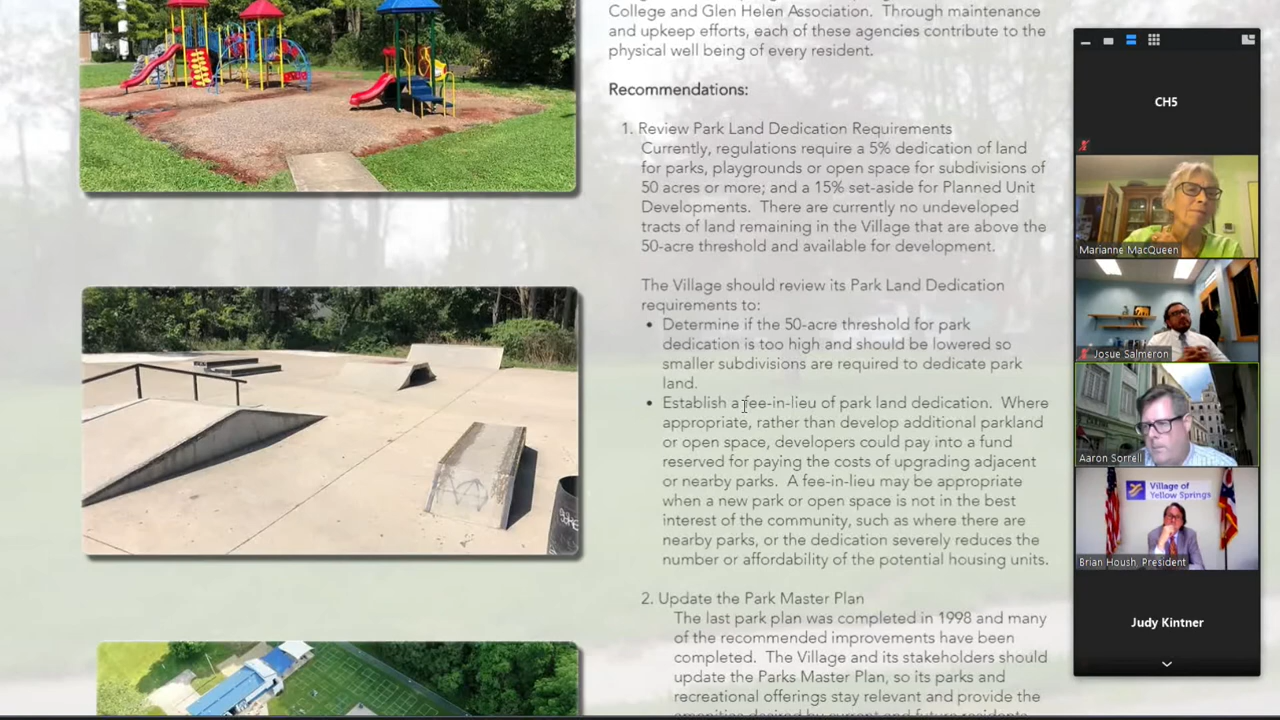 College and Glen Helen Association. Through maintenance
and upkeep efforts, each of these agencies contribute to the
physical well being of every resident.
Recommendations:
1. Review Park Land Dedication Requirements
Currently, regulations require a 5% dedication of land
for parks, playgrounds or open space for subdivisions of
50 acres or more; and a 15% set-aside for Planned Unit
Developments. There are currently no undeveloped
tracts of land remaining in the Village that are above the
50-acre threshold and available for development.
The Village should review its Park Land Dedication
requirements to:
• Determine if the 50-acre threshold for park
dedication is too high and should be lowered so
smaller subdivisions are required to dedicate park
land.
• Establish a fee-in-lieu of park land dedication. Where
appropriate, rather than develop additional parkland
or open space, developers could pay into a fund
reserved for paying the costs of upgrading adjacent
or nearby parks. A fee-in-lieu may be appropriate
when a new park or open space is not in the best
interest of the community, such as where there are
nearby parks, or the dedication severely reduces the
number or affordability of the potential housing units.
2. Update the Park Master Plan
The last park plan was completed in 1998 and many
of the recommended improvements have been
completed. The Village and its stakeholders should
update the Parks Master Plan, so its parks and
recreational offerings stay relevant and provide the
amenities desired by current and future residents
CH5
Marianne MacQueen
Josue Salmeron
Aaron Sorrell
Village of
Yellow Springs
Brian Housh, President
Judy Kintner